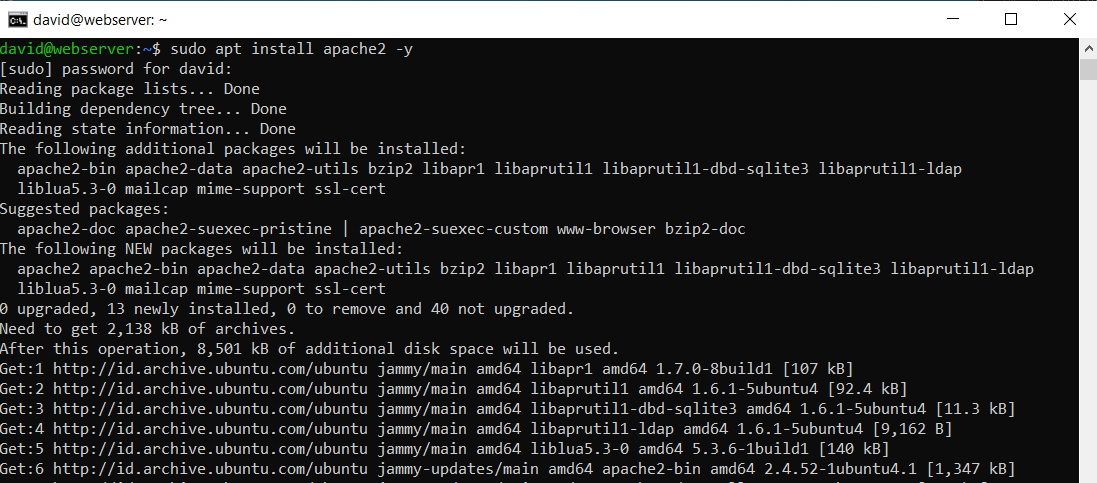 david@webserver: ~
david@webserver:~$ sudo apt install apache2 -y
[sudo] password for david:
Reading package lists... Done
Building dependency tree... Done
Reading state information... Done
The following additional packages will be installed:
  apache2-bin apache2-data apache2-utils bzip2 libapr1 libaprutil1 libaprutil1-dbd-sqlite3 libaprutil1-ldap
  liblua5.3-0 mailcap mime-support ssl-cert
Suggested packages:
  apache2-doc apache2-suexec-pristine | apache2-suexec-custom www-browser bzip2-doc
The following NEW packages will be installed:
  apache2 apache2-bin apache2-data apache2-utils bzip2 libapr1 libaprutil1 libaprutil1-dbd-sqlite3 libaprutil1-ldap
  liblua5.3-0 mailcap mime-support ssl-cert
0 upgraded, 13 newly installed, 0 to remove and 40 not upgraded.
Need to get 2,138 kB of archives.
After this operation, 8,501 kB of additional disk space will be used.
Get:1 http://id.archive.ubuntu.com/ubuntu jammy/main amd64 libapr1 amd64 1.7.0-8build1 [107 kB]
Get:2 http://id.archive.ubuntu.com/ubuntu jammy/main amd64 libaprutil1 amd64 1.6.1-5ubuntu4 [92.4 kB]
Get:3 http://id.archive.ubuntu.com/ubuntu jammy/main amd64 libaprutil1-dbd-sqlite3 amd64 1.6.1-5ubuntu4 [11.3 kB]
Get:4 http://id.archive.ubuntu.com/ubuntu jammy/main amd64 libaprutil1-ldap amd64 1.6.1-5ubuntu4 [9,162 B]
Get:5 http://id.archive.ubuntu.com/ubuntu jammy/main amd64 liblua5.3-0 amd64 5.3.6-1build1 [140 kB]
Get:6 http://id.archive.ubuntu.com/ubuntu jammy-updates/main amd64 apache2-bin amd64 2.4.52-1ubuntu4.1 [1,347 kB]